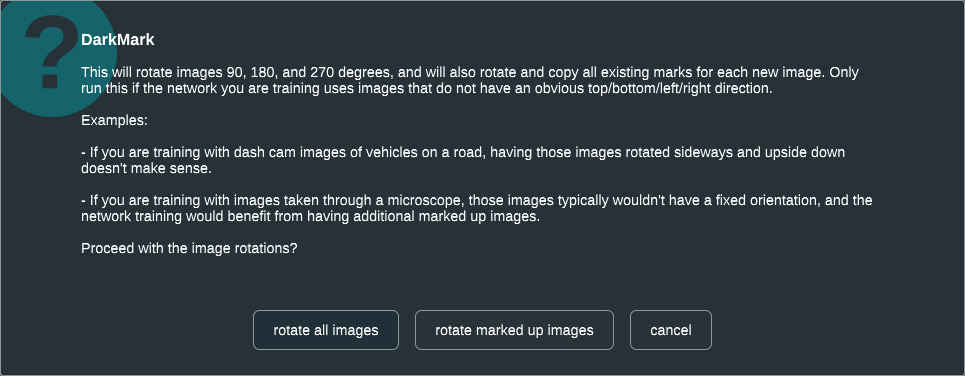 ?
DarkMark
This will rotate images 90, 180, and 270 degrees, and will also rotate and copy all existing marks for each new image. Only
run this if the network you are training uses images that do not have an obvious top/bottom/left/right direction.
Examples:
- If you are training with dash cam images of vehicles on a road, having those images rotated sideways and upside down
doesn't make sense.
- If you are training with images taken through a microscope, those images typically wouldn't have a fixed orientation, and the
network training would benefit from having additional marked up images.
Proceed with the image rotations?
rotate all images
rotate marked up images
cancel